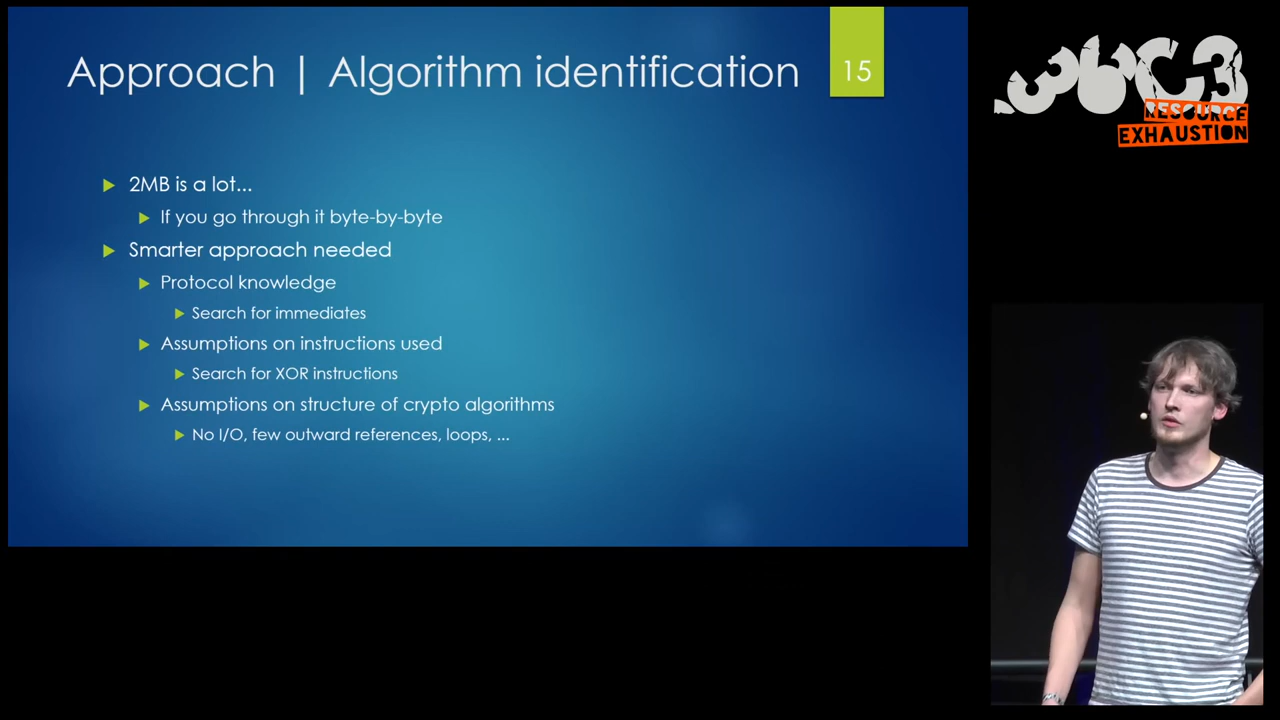 Approach | Algorithm identification
15
2MB is a lot...
If you go through it byte-by-byte
Smarter approach needed
Protocol knowledge
Search for immediates
Assumptions on instructions used
Search for XOR instructions
Assumptions on structure of crypto algorithms
No I/O, few outward references, loops, ...
36C3
RESOURCE
EXHAUSTION